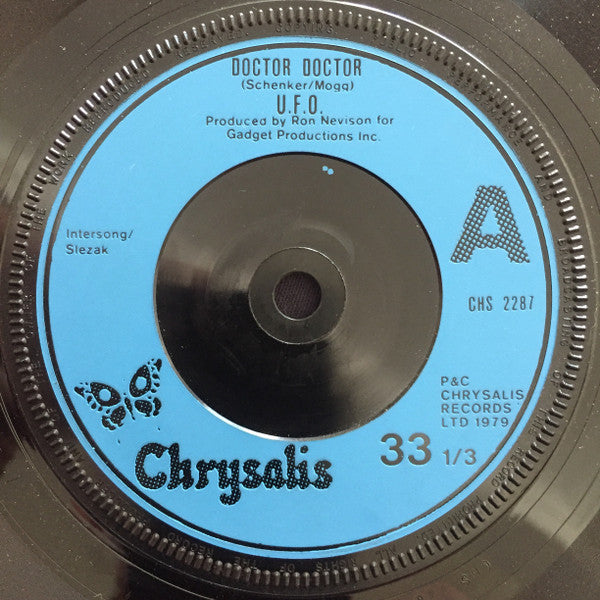 DOCTOR DOCTOR
(Schenker/Mogg)
U.F.O.
Produced by Ron Nevison for
Gadget Productions Inc.
Intersong/
Slezak
A
CHS 2287
P&C
CHRYSALIS
RECORDS
LTD 1979
33 1/3
Chrysalis